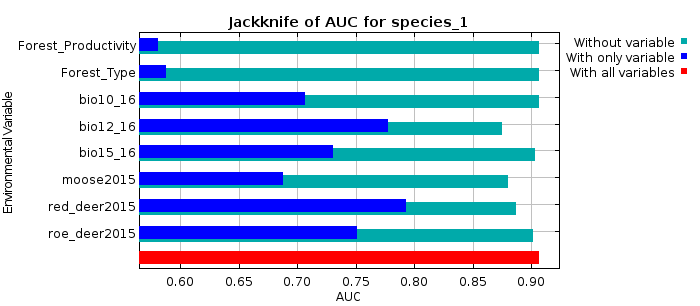 Jackknife of AUC for species_1
Forest_Productivity
Forest_Type
bio10_16
bio12_16
bio15_16
moose2015
red_deer2015
roe_deer2015
Environmental Variable
0.60 0.65 0.70 0.75 0.80 0.85 0.90
AUC
Without variable
With only variable
With all variables